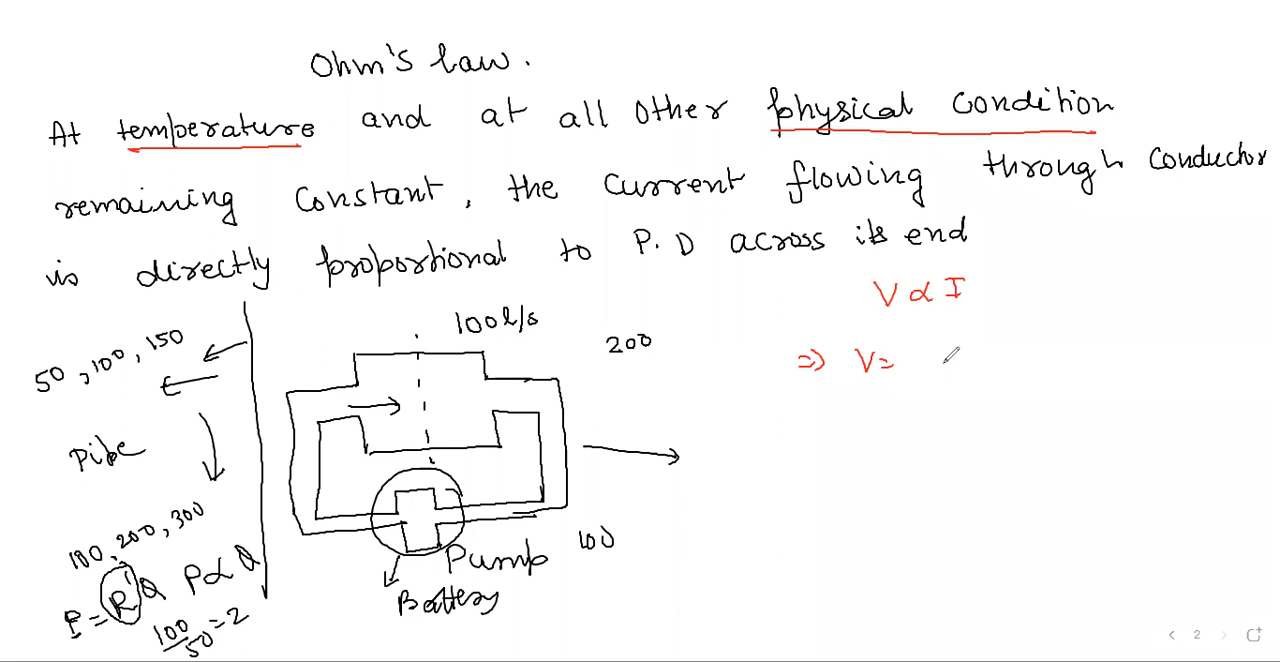 Ohm's law.
At temperature and at all other physical condition
remaining constant, the current flowing through conductor
is directly proportional to P.D across its end
V ∝ I
⇒ V=
100 l/s
200
50, 100, 150
Pipe
100, 200, 300
P ∝ Q
P = R'Q
100/50 = 2
Pump
100
Battery
2